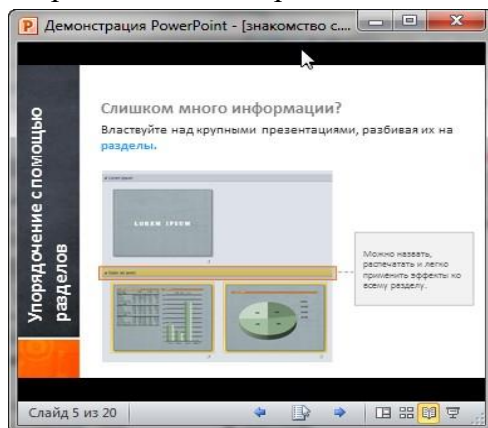 Демонстрация PowerPoint - [знакомство с....
Упорядочение с помощью
разделов
Слишком много информации?
Властвуйте над крупными презентациями, разбивая их на
разделы.
LOREM IPSUM
Можно назвать,
распечатать и легко
применить эффекты ко
всему разделу.
Слайд 5 из 20